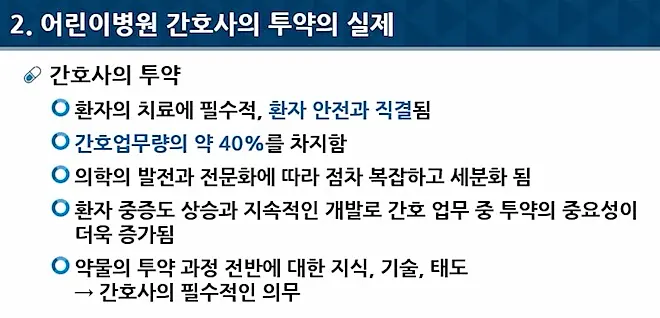 2. 어린이병원 간호사의 투약의 실제
간호사의 투약
환자의 치료에 필수적, 환자 안전과 직결됨
간호업무량의 약 40%를 차지함
의학의 발전과 전문화에 따라 점차 복잡하고 세분화 됨
환자 중증도 상승과 지속적인 개발로 간호 업무 중 투약의 중요성이
더욱 증가됨
약물의 투약 과정 전반에 대한 지식, 기술, 태도
→ 간호사의 필수적인 의무